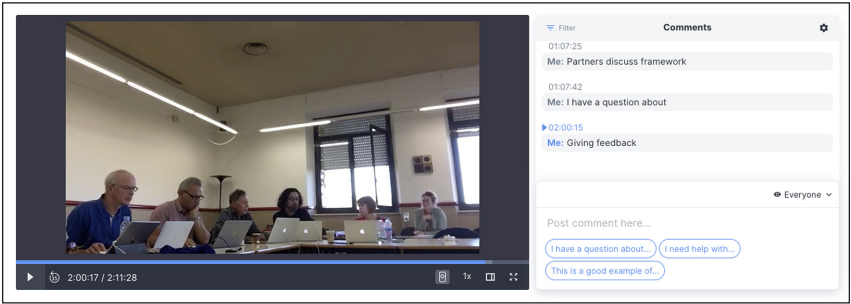 Filter
Comments
01:07:25
Me: Partners discuss framework
01:07:42
Me: I have a question about
02:00:15
Me: Giving feedback
Everyone
Post comment here...
I have a question about...
I need help with...
This is a good example of...
15
2:00:17 / 2:11:28
1x